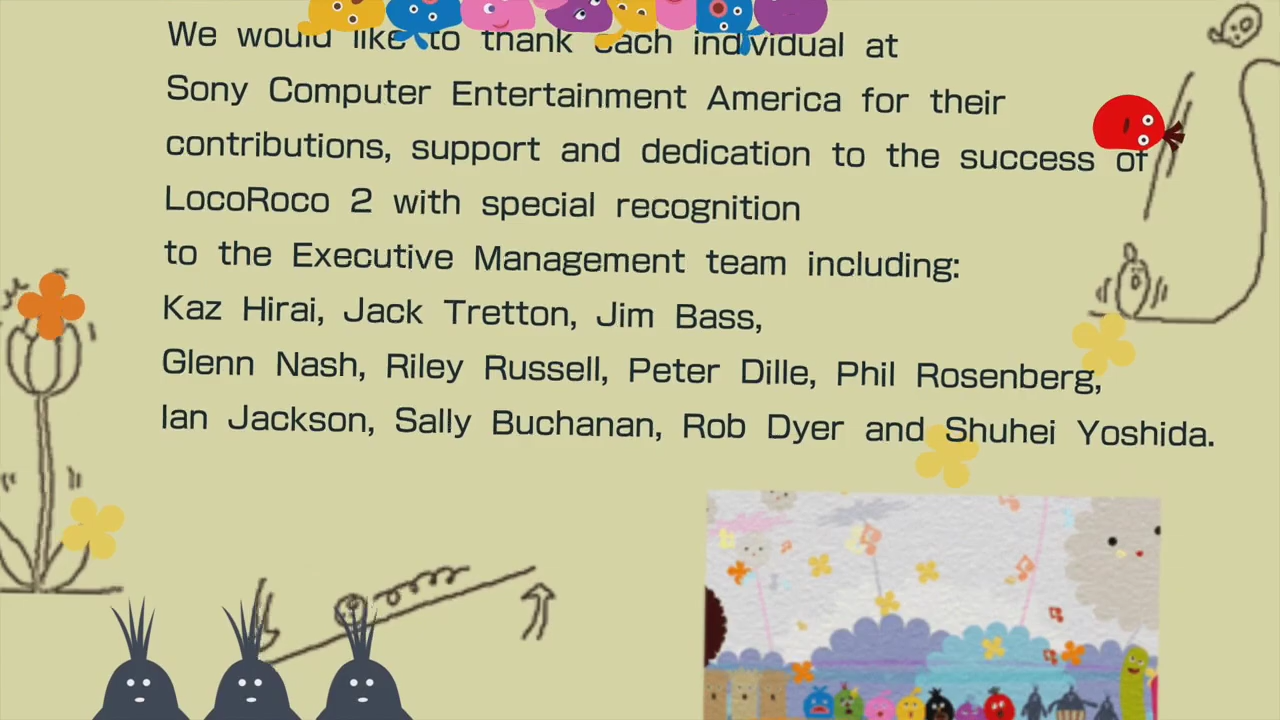 We would like to thank each individual at
Sony Computer Entertainment America for their
contributions, support and dedication to the success of
LocoRoco 2 with special recognition
to the Executive Management team including:
Kaz Hirai, Jack Tretton, Jim Bass,
Glenn Nash, Riley Russell, Peter Dille, Phil Rosenberg,
Ian Jackson, Sally Buchanan, Rob Dyer and Shuhei Yoshida.